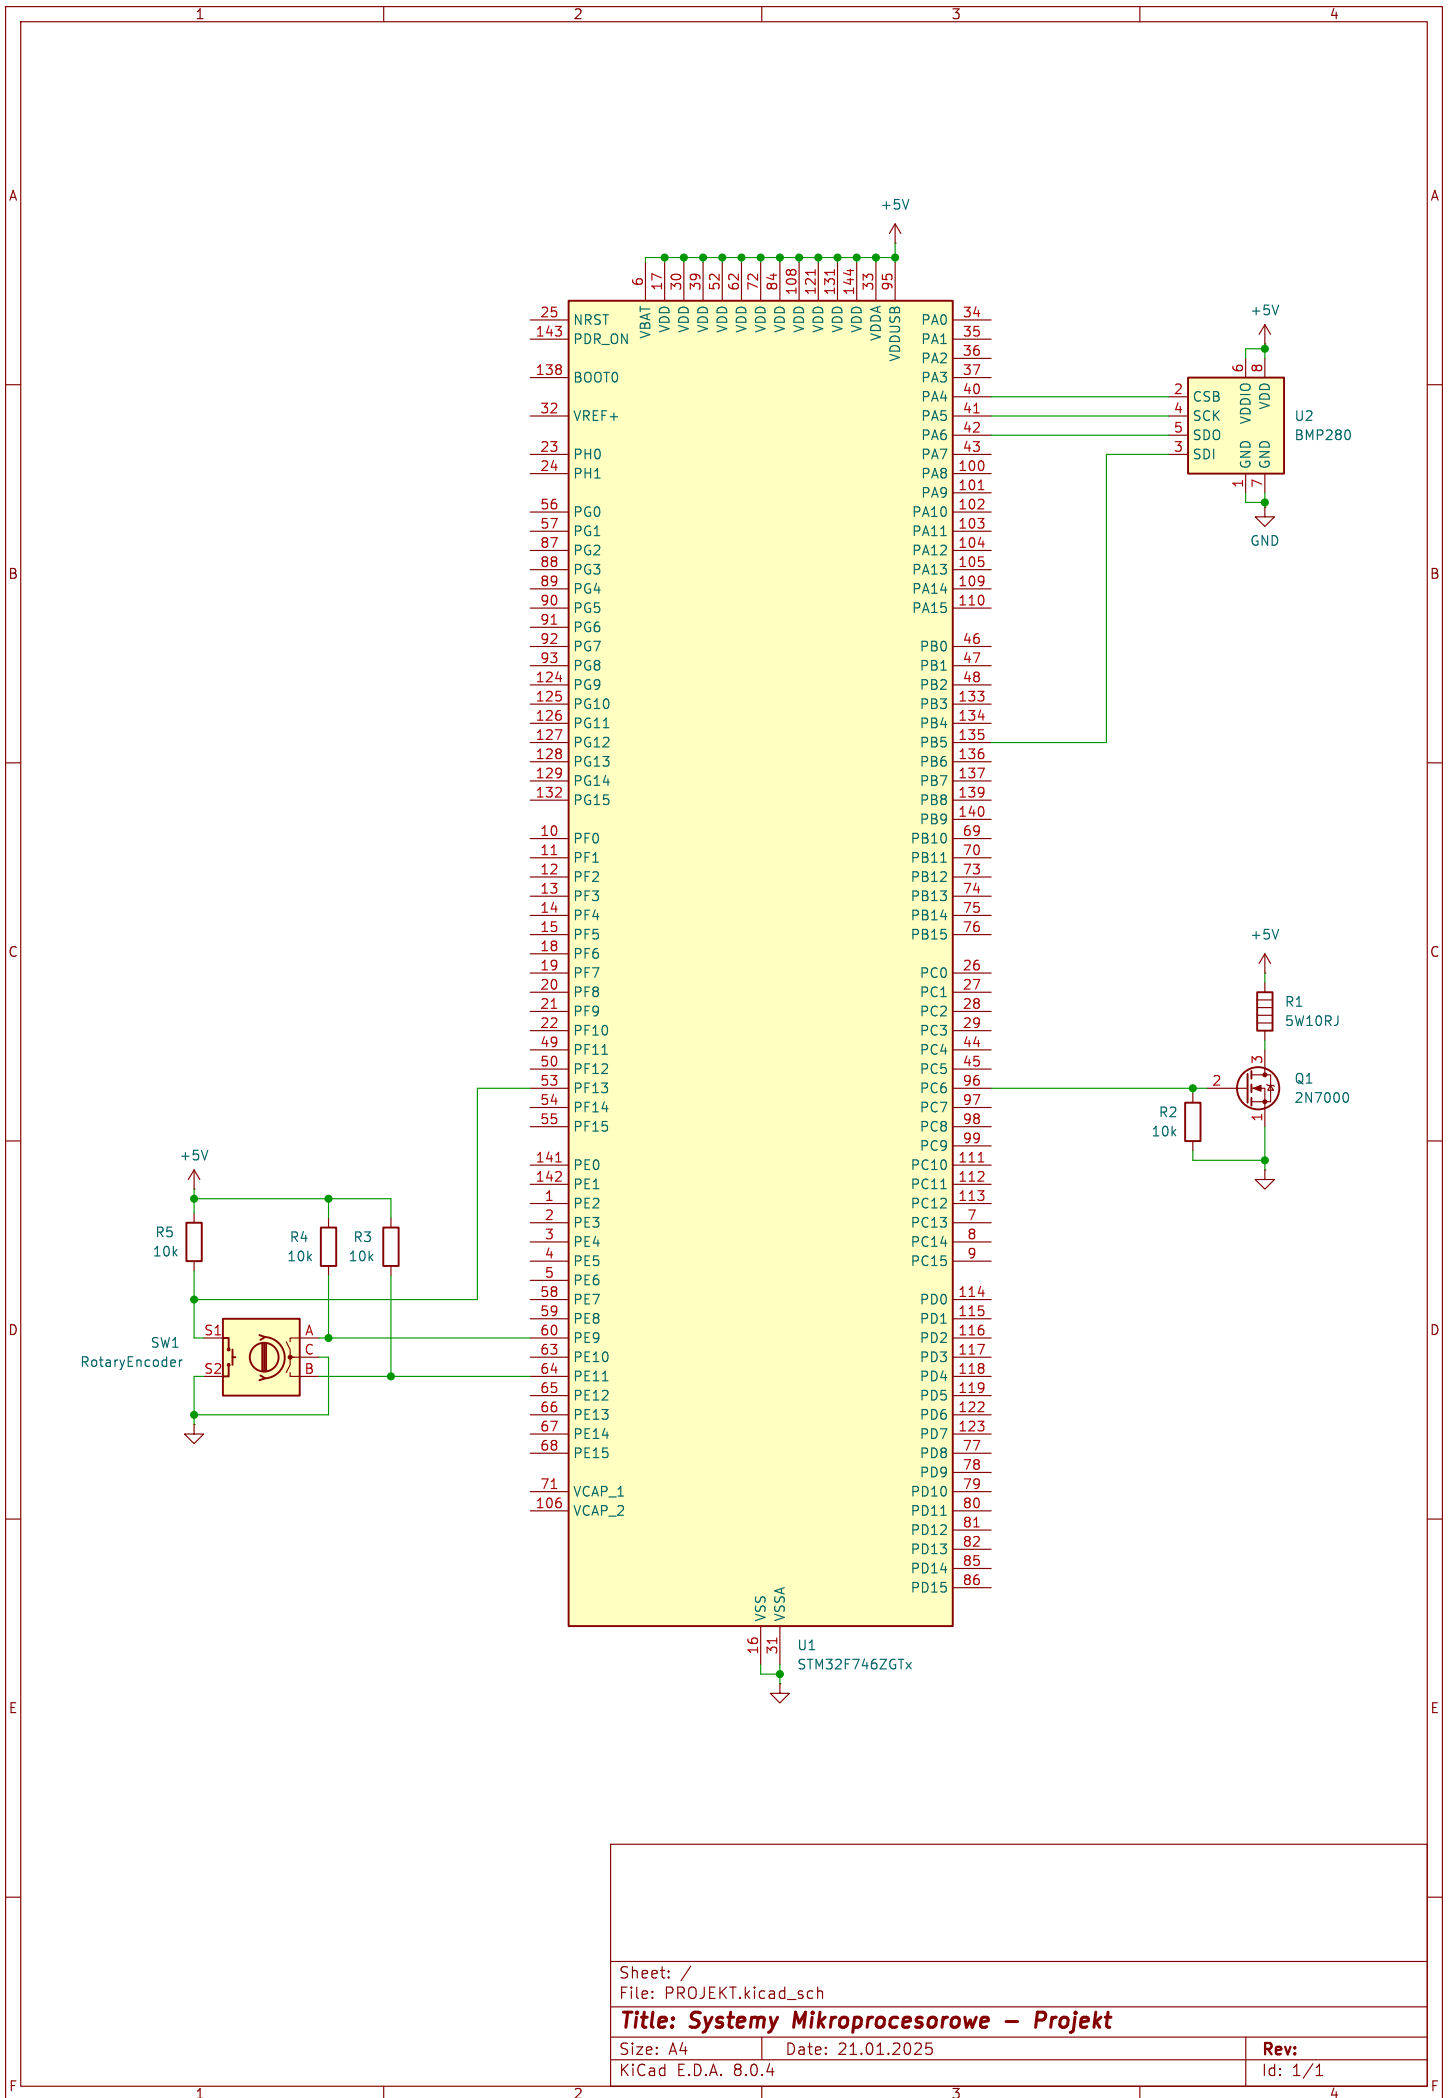 1 2 3 4
A A
+5V
6 17 30 39 52 62 72 84 108 121 131 144 33 95
VBAT VDD VDD VDD VDD VDD VDD VDD VDD VDD VDD VDD VDDA VDDUSB
25 NRST
143 PDR_ON
138 BOOT0
32 VREF+
23 PH0
24 PH1
56 PG0
57 PG1
87 PG2
88 PG3
89 PG4
90 PG5
91 PG6
92 PG7
93 PG8
124 PG9
125 PG10
126 PG11
127 PG12
128 PG13
129 PG14
132 PG15
10 PF0
11 PF1
12 PF2
13 PF3
14 PF4
15 PF5
18 PF6
19 PF7
20 PF8
21 PF9
22 PF10
49 PF11
50 PF12
53 PF13
54 PF14
55 PF15
141 PE0
142 PE1
1 PE2
2 PE3
3 PE4
4 PE5
5 PE6
58 PE7
59 PE8
60 PE9
63 PE10
64 PE11
65 PE12
66 PE13
67 PE14
68 PE15
71 VCAP_1
106 VCAP_2
PA0 34
PA1 35
PA2 36
PA3 37
PA4 40
PA5 41
PA6 42
PA7 43
PA8 100
PA9 101
PA10 102
PA11 103
PA12 104
PA13 105
PA14 109
PA15 110
PB0 46
PB1 47
PB2 48
PB3 133
PB4 134
PB5 135
PB6 136
PB7 137
PB8 139
PB9 140
PB10 69
PB11 70
PB12 73
PB13 74
PB14 75
PB15 76
PC0 26
PC1 27
PC2 28
PC3 29
PC4 44
PC5 45
PC6 96
PC7 97
PC8 98
PC9 99
PC10 111
PC11 112
PC12 113
PC13 7
PC14 8
PC15 9
PD0 114
PD1 115
PD2 116
PD3 117
PD4 118
PD5 119
PD6 122
PD7 123
PD8 77
PD9 78
PD10 79
PD11 80
PD12 81
PD13 82
PD14 85
PD15 86
VSS VSSA
16 31
U1
STM32F746ZGTx
+5V
6 8
VDDIO VDD
2 CSB
4 SCK
5 SDO
3 SDI
GND GND
1 7
U2
BMP280
GND
B B
C C
+5V
R1
5W10RJ
3
2
1
Q1
2N7000
R2
10k
+5V
R5
10k
R4
10k
R3
10k
D D
SW1
RotaryEncoder
S1 A
C
S2 B
E E
Sheet: /
File: PROJEKT.kicad_sch
Title: Systemy Mikroprocesorowe – Projekt
Size: A4 Date: 21.01.2025 Rev:
KiCad E.D.A. 8.0.4 Id: 1/1
F F
1 2 3 4